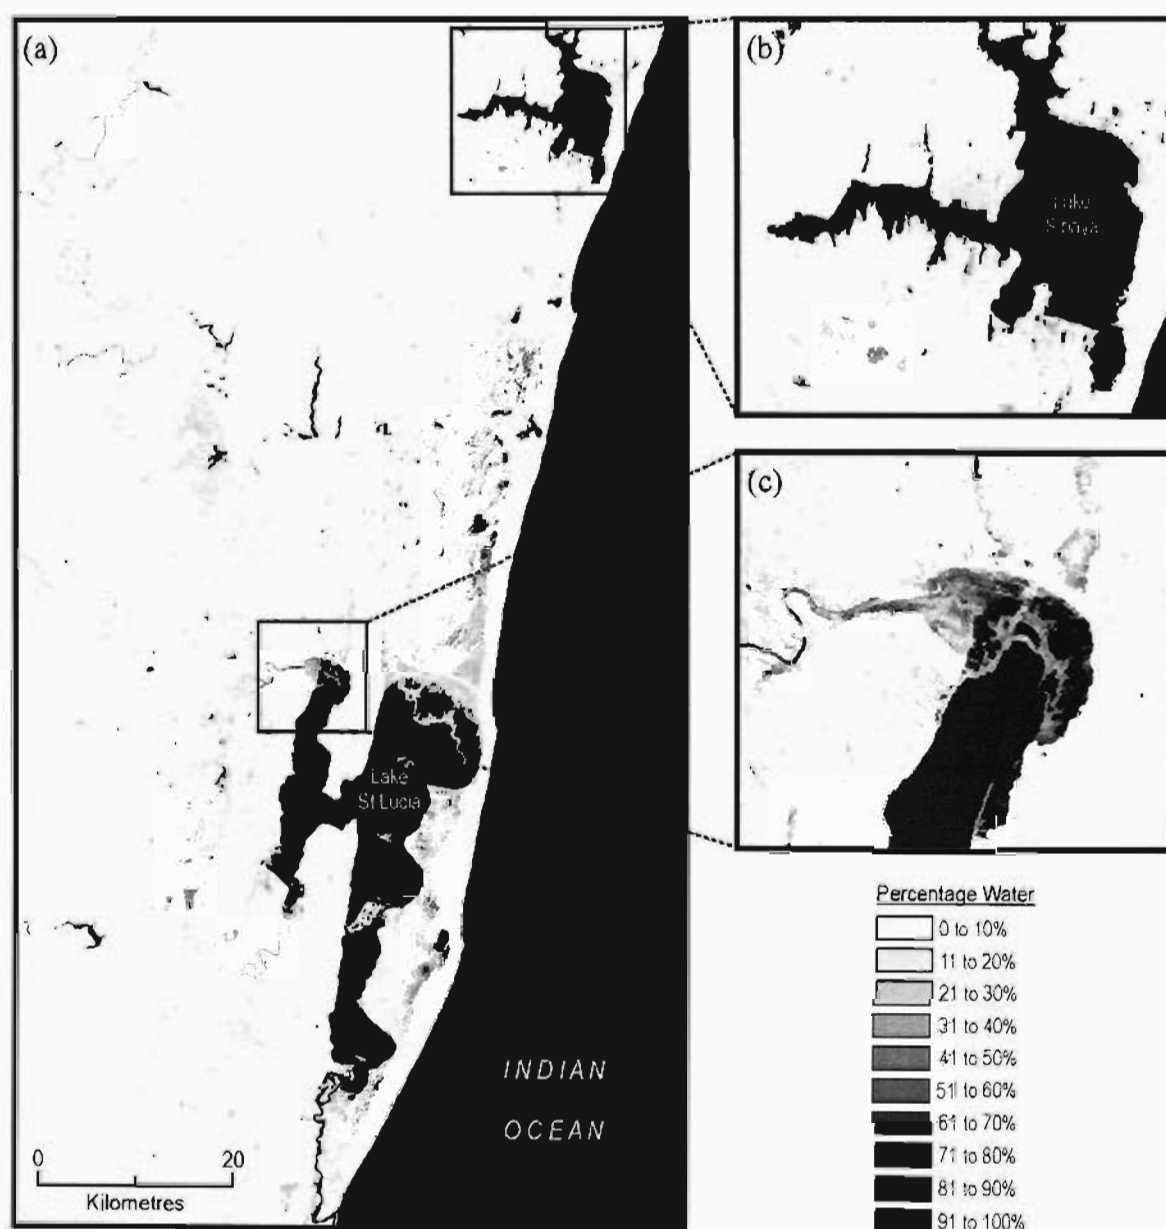 (a)
(b)
Lake
Sibaya
(c)
Lake
St Lucia
INDIAN
OCEAN
0 20
Kilometres
Percentage Water
0 to 10%
11 to 20%
21 to 30%
31 to 40%
41 to 50%
51 to 60%
61 to 70%
71 to 80%
81 to 90%
91 to 100%